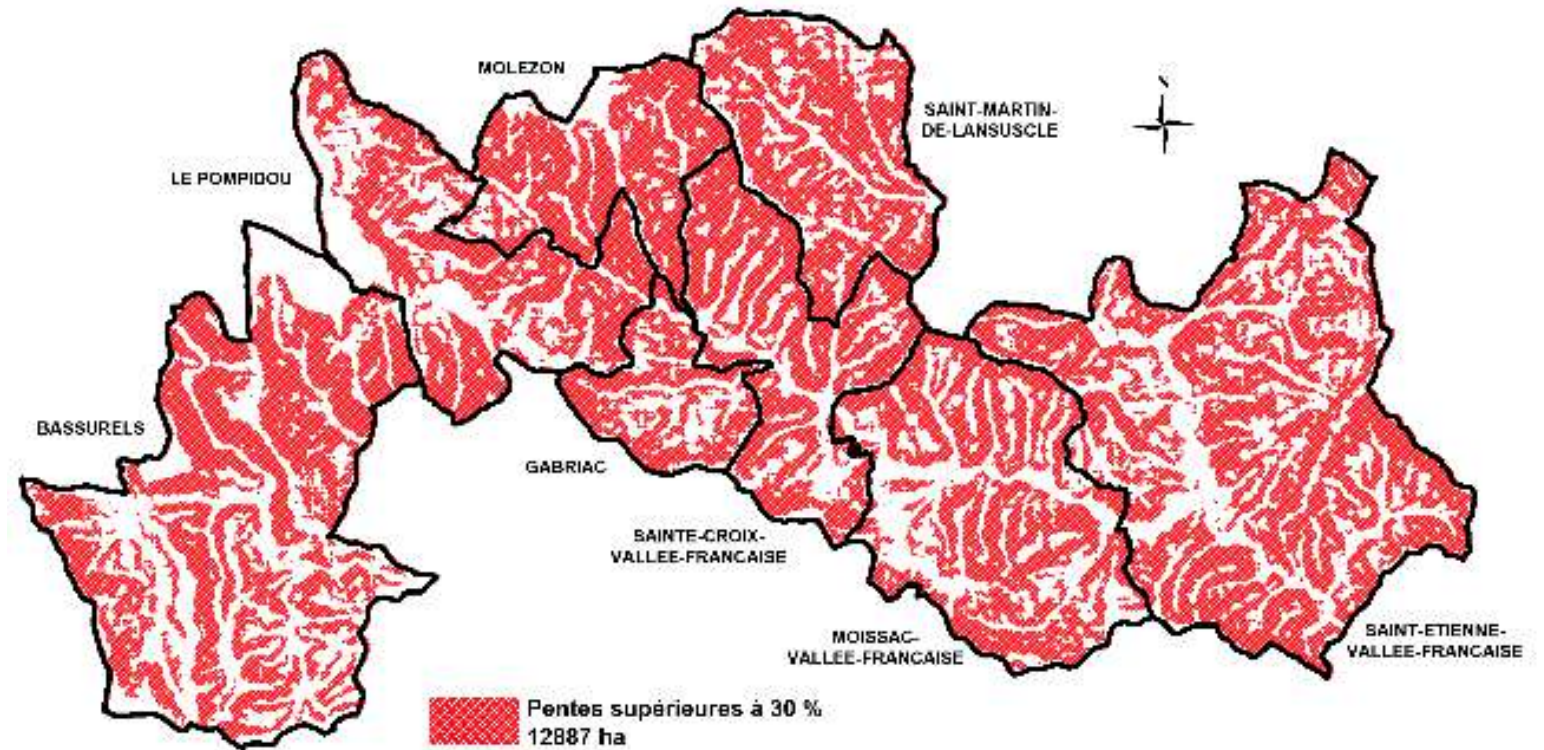 MOLEZON
SAINT-MARTIN-
DE-LANSUSCLE
LE POMPIDOU
BASSURELS
GABRIAC
SAINTE-CROIX-
VALLEE-FRANCAISE
MOISSAC-
VALLEE-FRANCAISE
SAINT-ETIENNE-
VALLEE-FRANCAISE
Pentes supérieures à 30 %
12887 ha